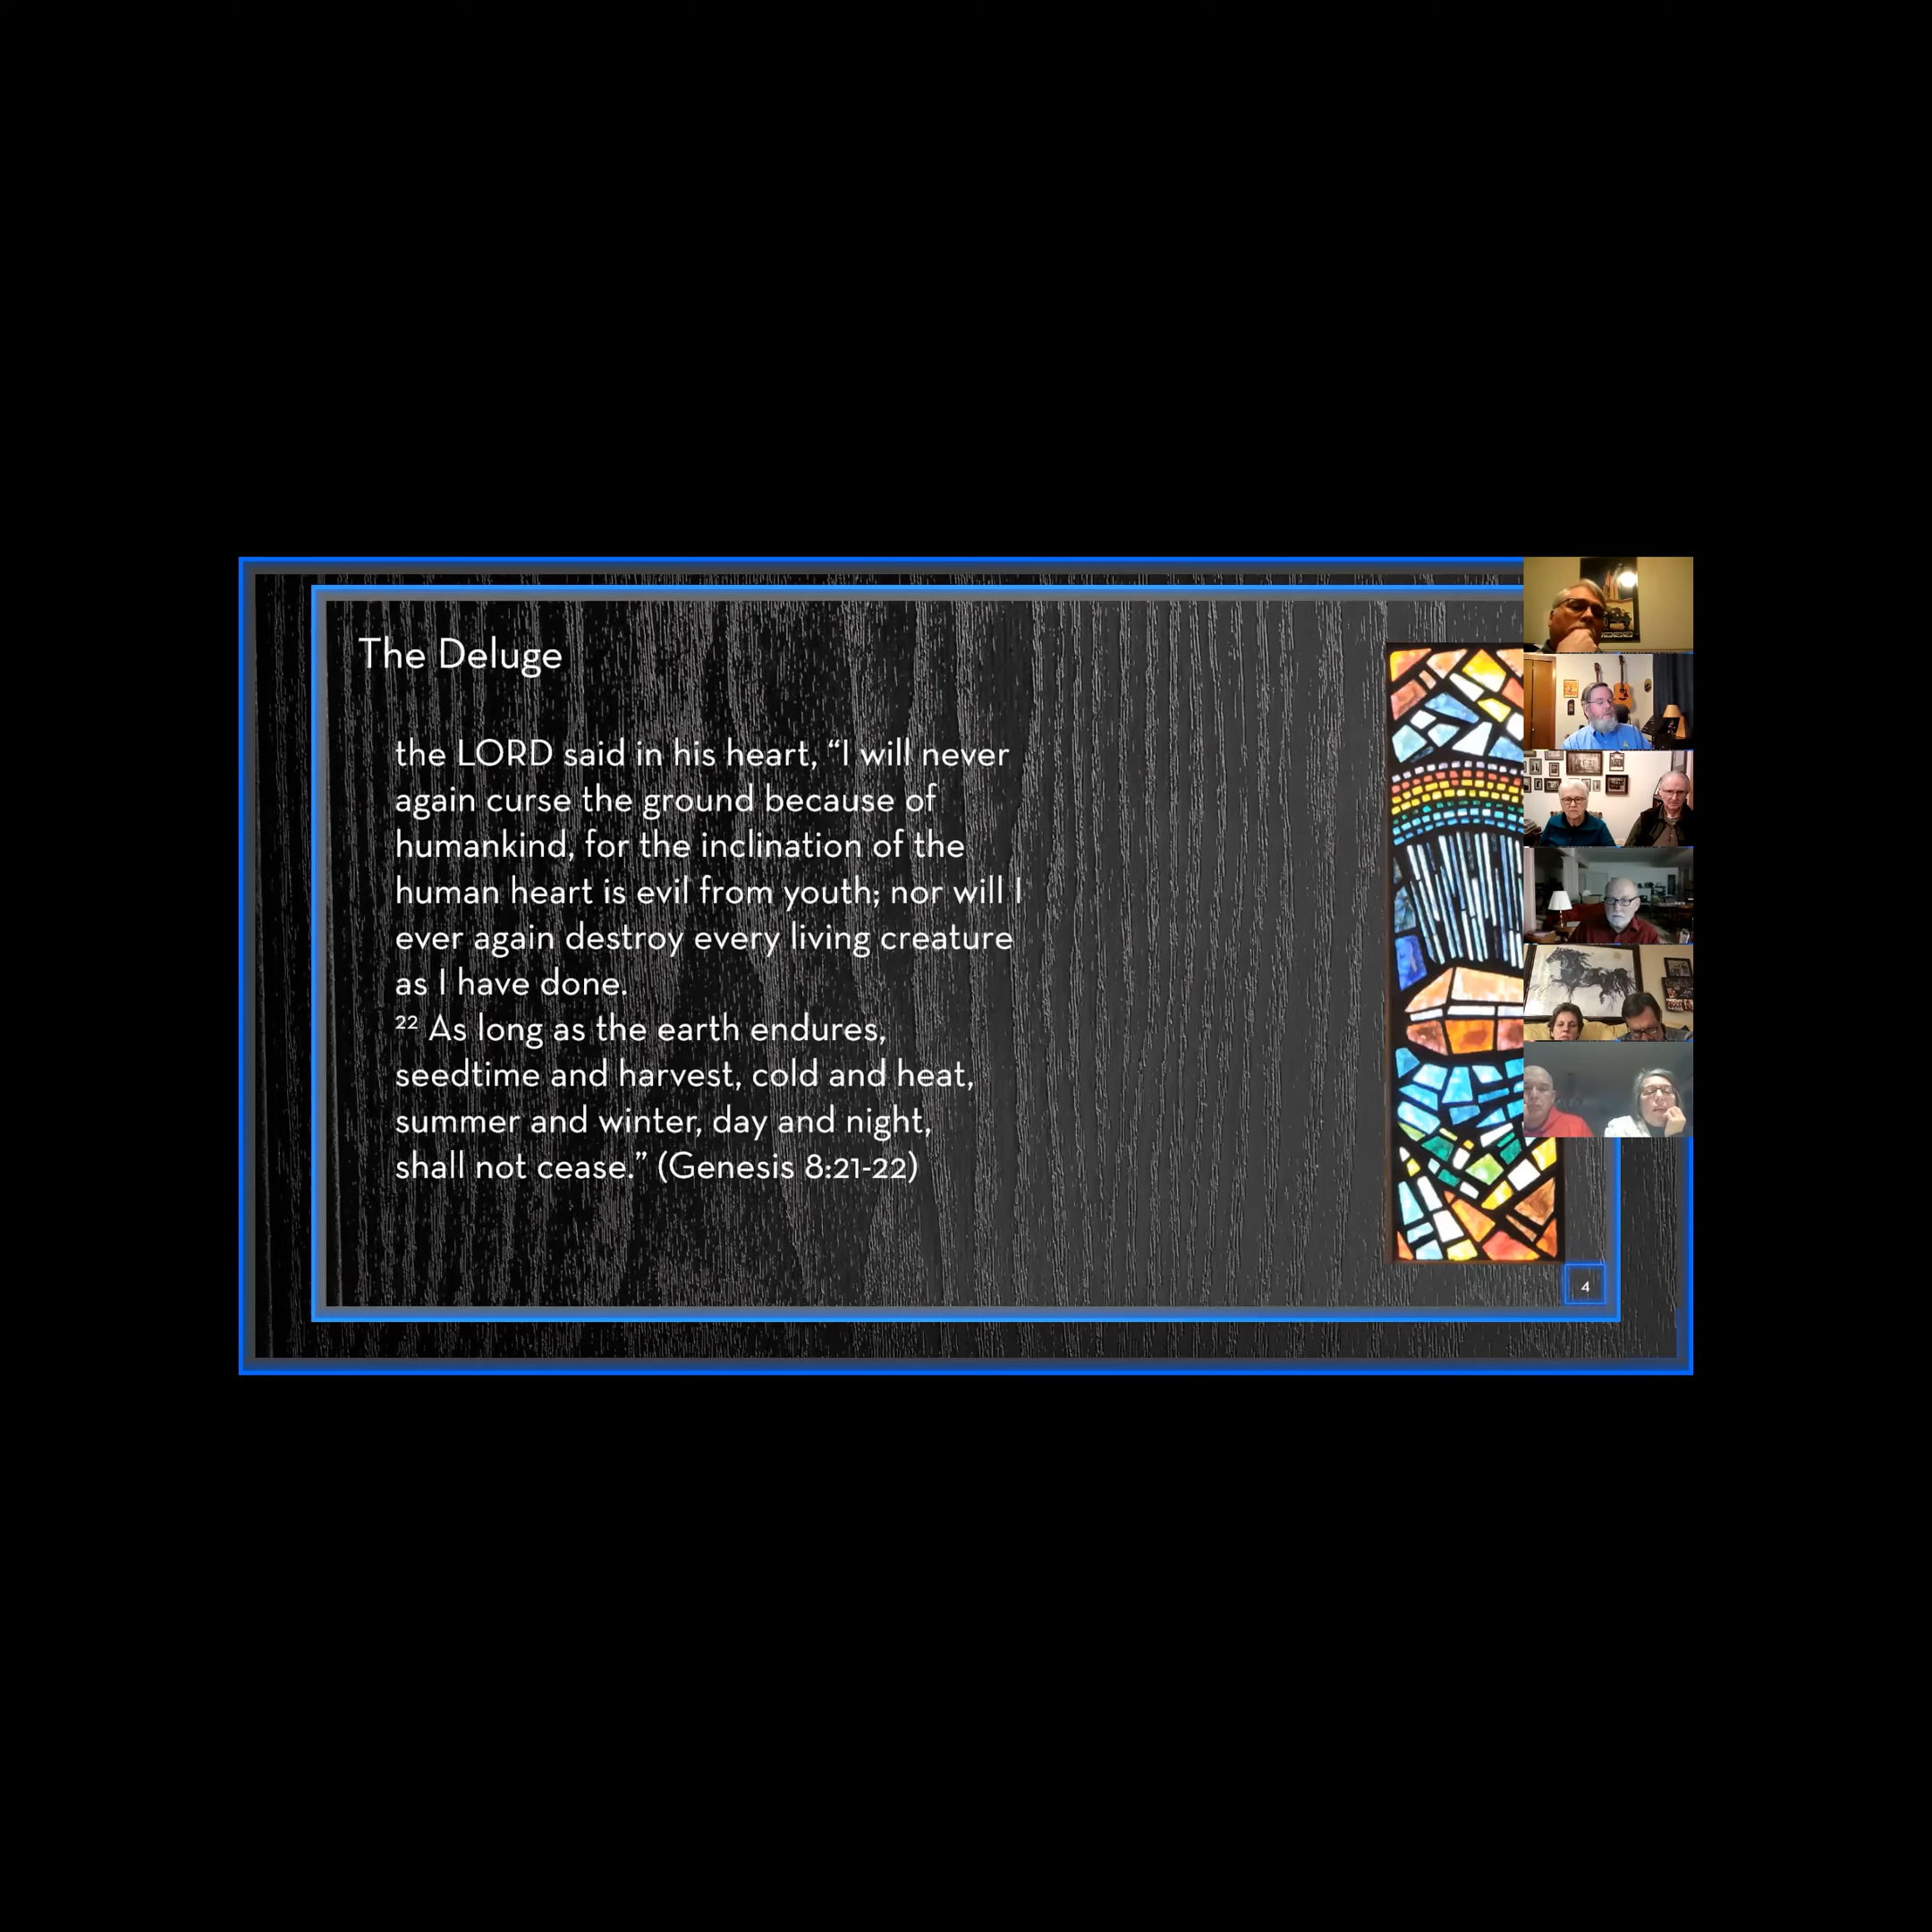 The Deluge
the LORD said in his heart, “I will never
again curse the ground because of
humankind, for the inclination of the
human heart is evil from youth; nor will I
ever again destroy every living creature
as I have done.
²² As long as the earth endures,
seedtime and harvest, cold and heat,
summer and winter, day and night,
shall not cease.” (Genesis 8:21-22)
4